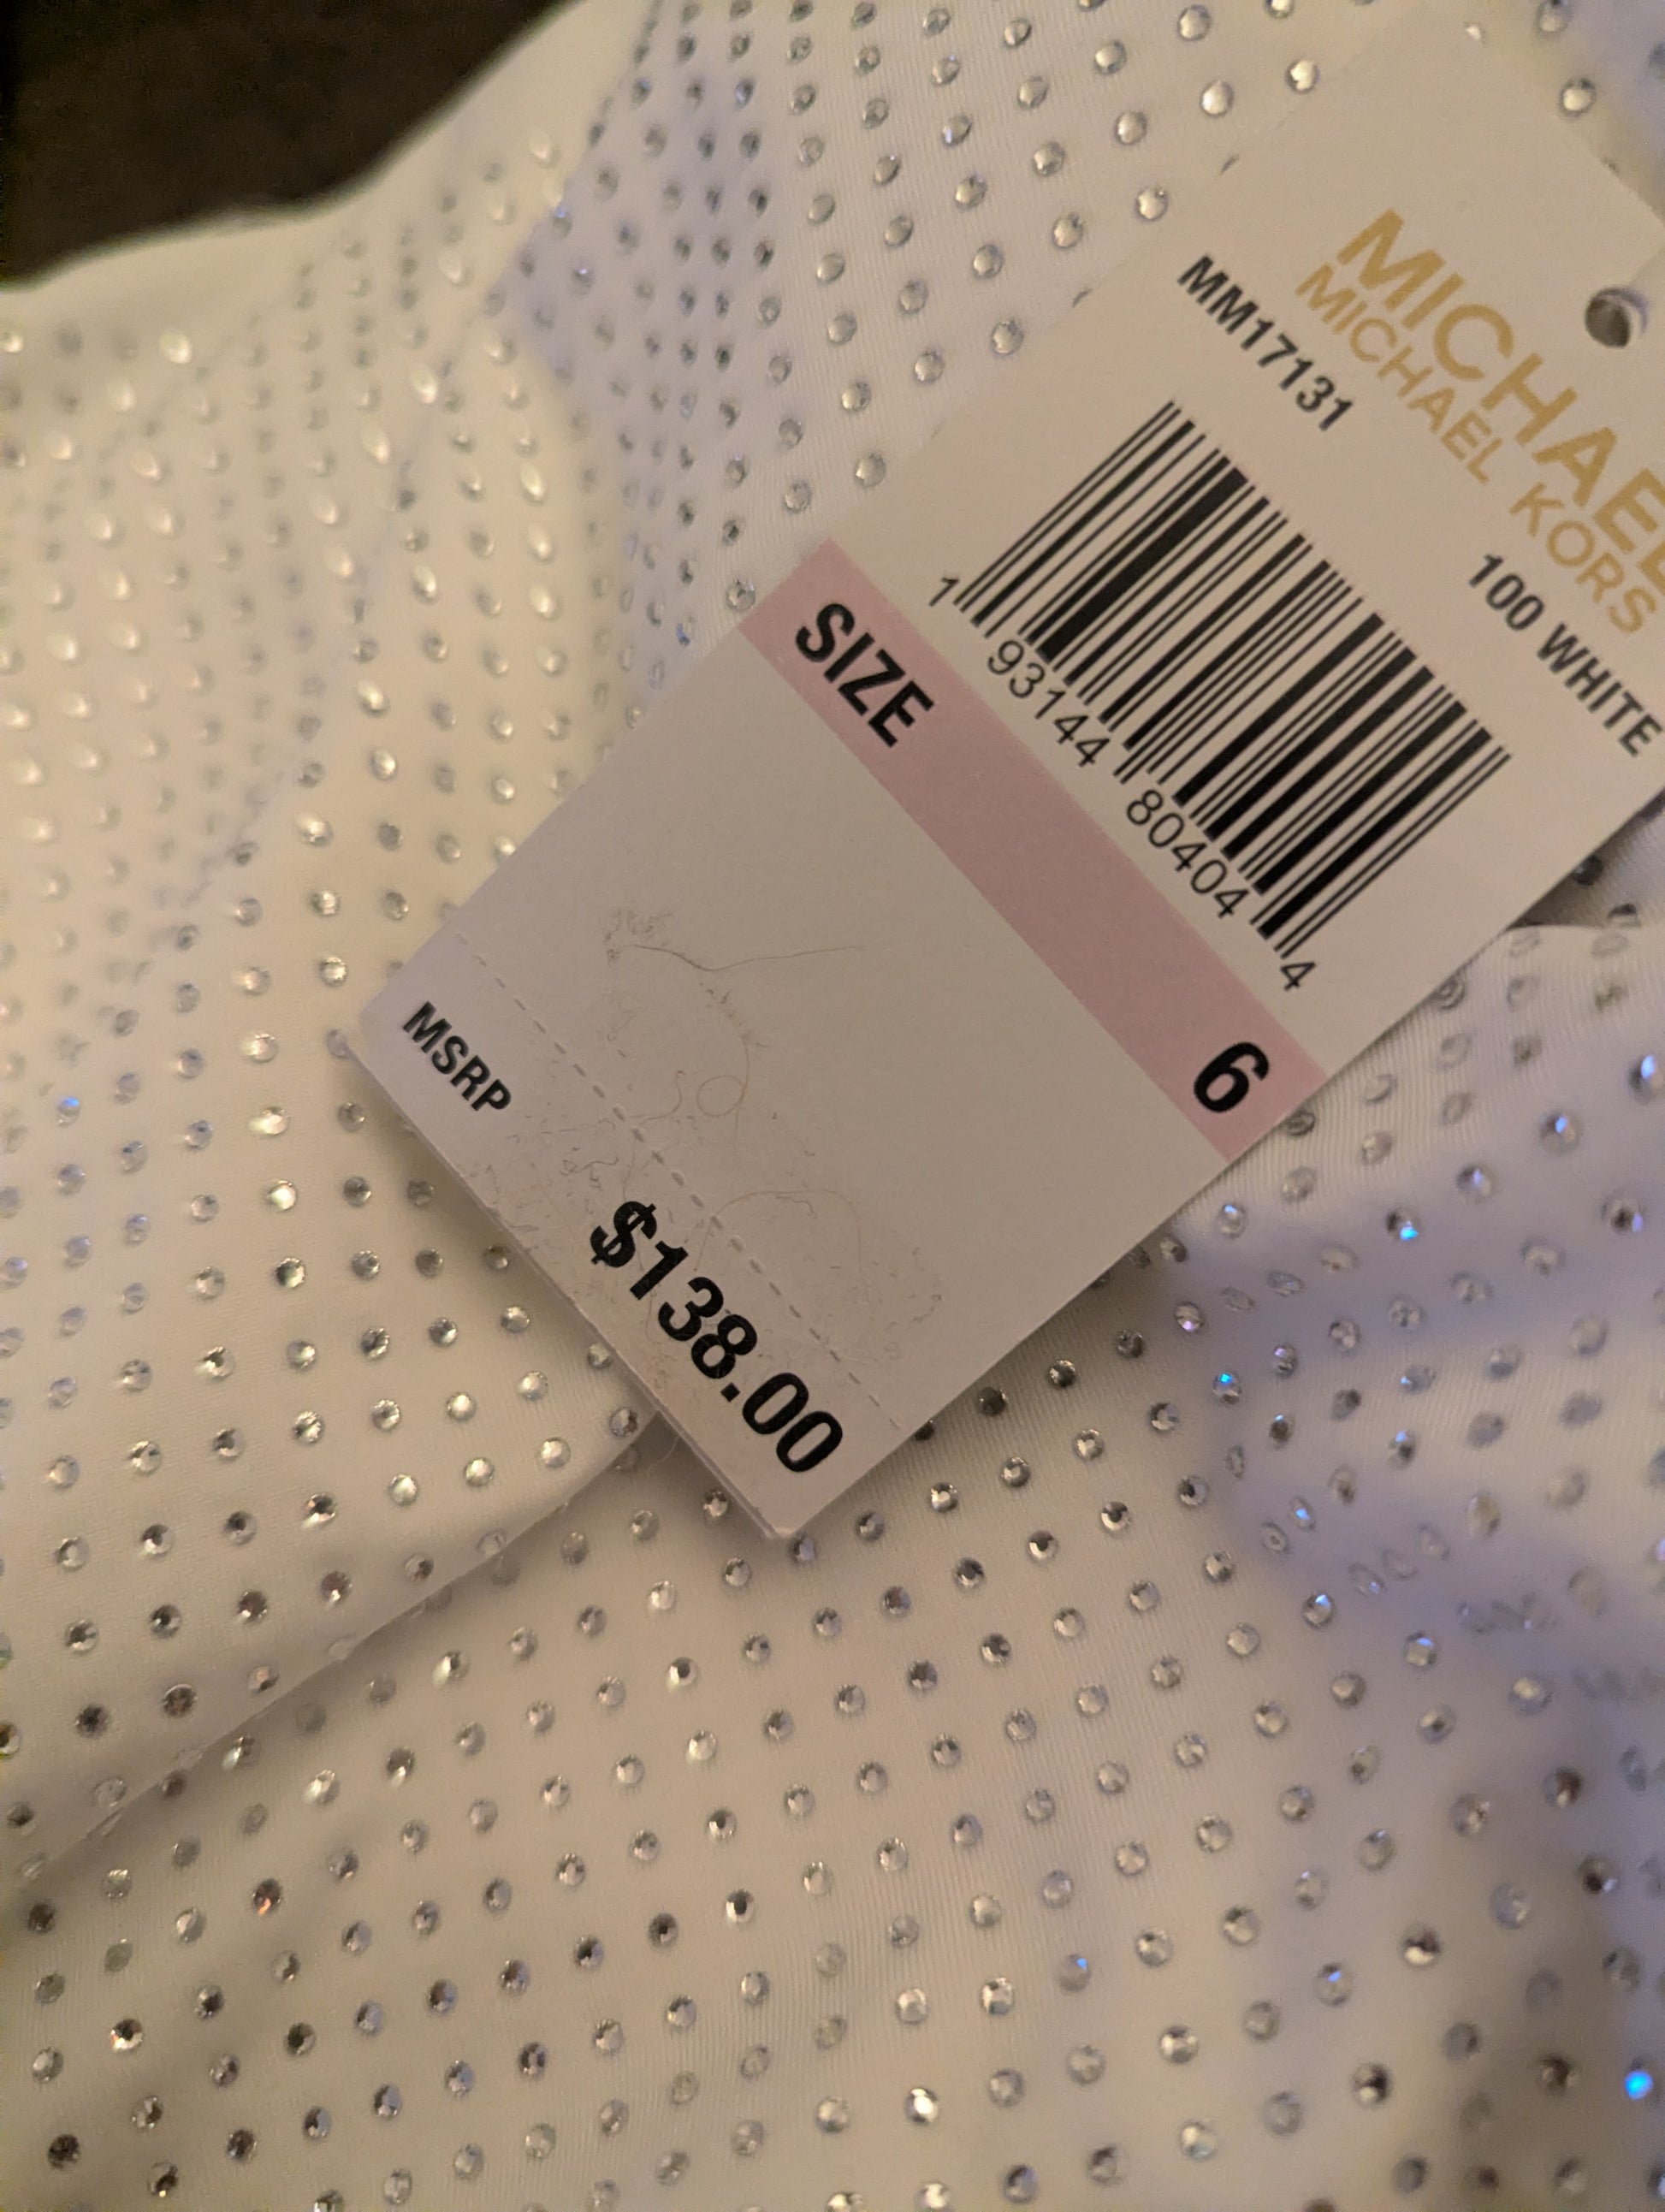 MICHAEL
MICHAEL KORS
MM17131
100 WHITE
1 93144 80404 4
SIZE 6
MSRP
$138.00